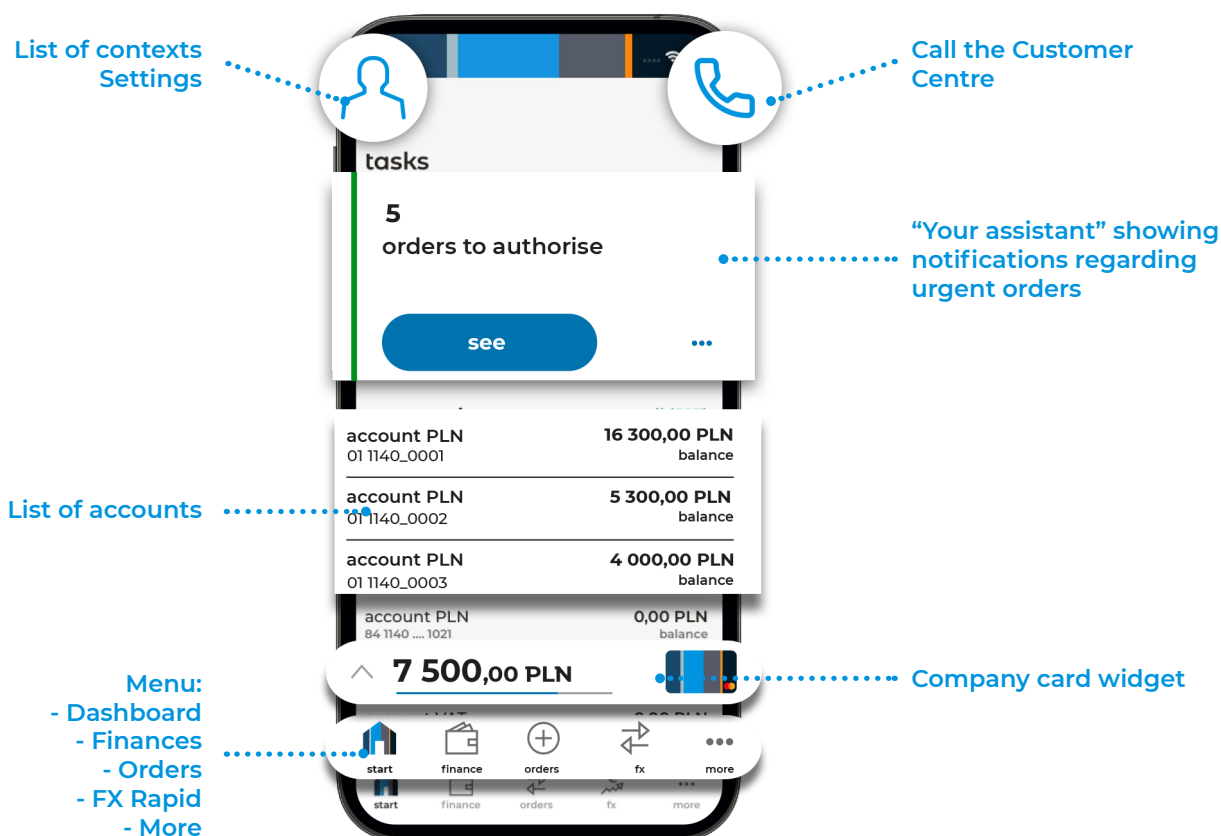 List of contexts
Settings
Call the Customer
Centre
tasks
5
orders to authorise
see
“Your assistant” showing
notifications regarding
urgent orders
account PLN
16 300,00 PLN
01 1140_0001
balance
account PLN
5 300,00 PLN
01 1140_0002
balance
account PLN
4 000,00 PLN
01 1140_0003
balance
List of accounts
account PLN
0,00 PLN
84 1140 .... 1021
balance
7 500,00 PLN
Company card widget
Menu:
- Dashboard
- Finances
- Orders
- FX Rapid
- More
start
finance
orders
fx
more
start
finance
orders
fx
more